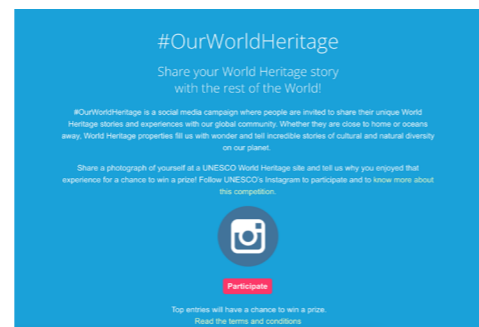 #OurWorldHeritage
Share your World Heritage story
with the rest of the World!
#OurWorldHeritage is a social media campaign where people are invited to share their unique World
Heritage stories and experiences with our global community. Whether they are close to home or oceans
away, World Heritage properties fill us with wonder and tell incredible stories of cultural and natural diversity
on our planet.
Share a photograph of yourself at a UNESCO World Heritage site and tell us why you enjoyed that
experience for a chance to win a prize! Follow UNESCO's Instagram to participate and to know more about
this competition.
Participate
Top entries will have a chance to win a prize.
Read the terms and conditions